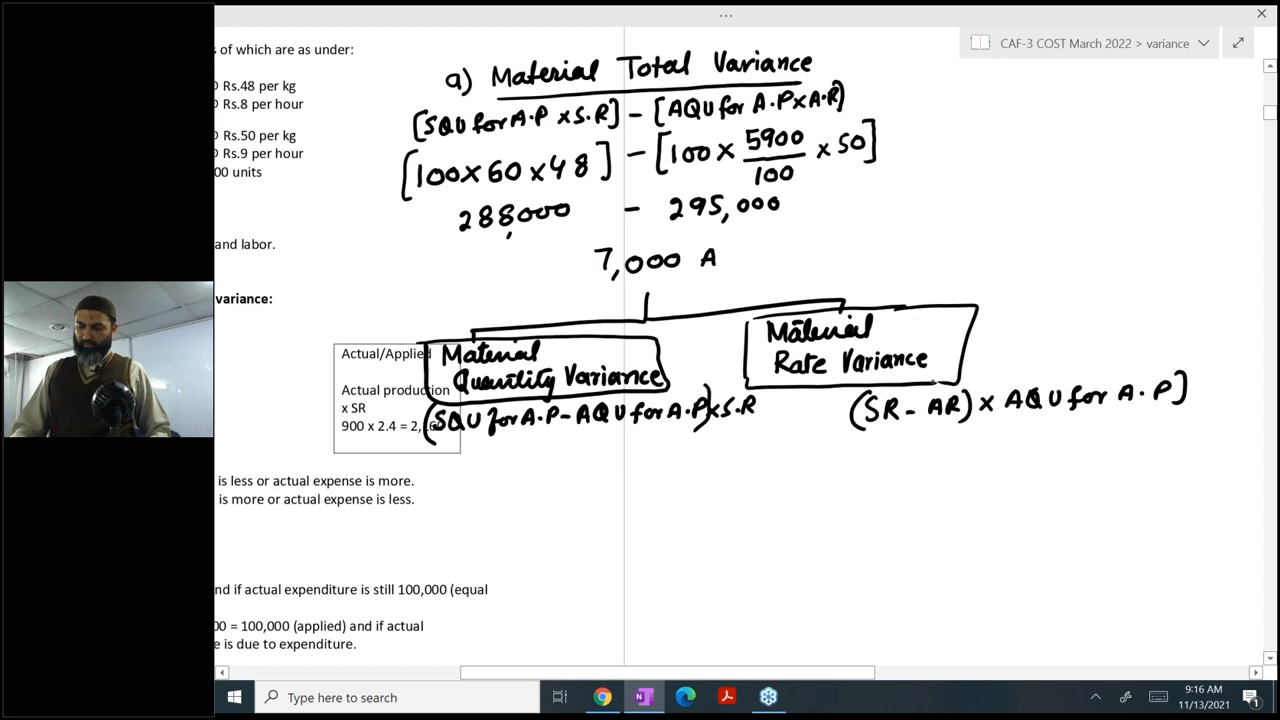 CAF-3 COST March 2022 > variance
s of which are as under:
Rs.48 per kg
Rs.8 per hour
Rs.50 per kg
Rs.9 per hour
00 units
and labor.
variance:
a) Material Total Variance
[SQU for A.P x S.R] - [AQU for A.P x A.R]
[100 x 60 x 48] - [100 x 5900/100 x 50]
288,000 - 295,000
7,000 A
Material
Quantity Variance
(SQU for A.P - AQU for A.P) x S.R
Material
Rate Variance
(SR - AR) x AQU for A.P]
Actual/Applied
Actual production
x SR
900 x 2.4 = 2,
is less or actual expense is more.
is more or actual expense is less.
nd if actual expenditure is still 100,000 (equal
00 = 100,000 (applied) and if actual
e is due to expenditure.
Type here to search
9:16 AM
11/13/2021